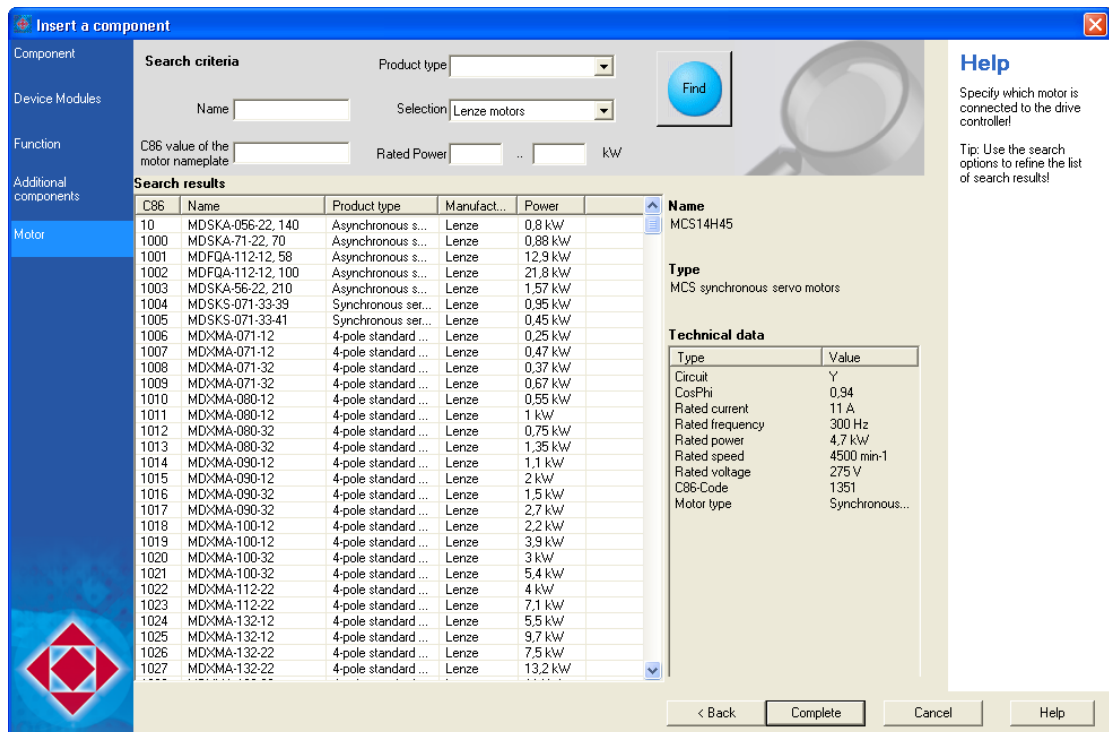 Insert a component
Component
Device Modules
Function
Additional
components
Motor
Search criteria
Product type
Name
Selection Lenze motors
C86 value of the
motor nameplate
Rated Power .. kW
Find
Search results
C86 Name Product type Manufact... Power
10 MDSKA-056-22, 140 Asynchronous s... Lenze 0,8 kW
1000 MDSKA-71-22, 70 Asynchronous s... Lenze 0,88 kW
1001 MDFQA-112-12, 58 Asynchronous s... Lenze 12,9 kW
1002 MDFQA-112-12, 100 Asynchronous s... Lenze 21,8 kW
1003 MDSKA-56-22, 210 Asynchronous s... Lenze 1,57 kW
1004 MDSKS-071-33-39 Synchronous ser... Lenze 0,95 kW
1005 MDSKS-071-33-41 Synchronous ser... Lenze 0,45 kW
1006 MDXMA-071-12 4-pole standard ... Lenze 0,25 kW
1007 MDXMA-071-12 4-pole standard ... Lenze 0,47 kW
1008 MDXMA-071-32 4-pole standard ... Lenze 0,37 kW
1009 MDXMA-071-32 4-pole standard ... Lenze 0,67 kW
1010 MDXMA-080-12 4-pole standard ... Lenze 0,55 kW
1011 MDXMA-080-12 4-pole standard ... Lenze 1 kW
1012 MDXMA-080-32 4-pole standard ... Lenze 0,75 kW
1013 MDXMA-080-32 4-pole standard ... Lenze 1,35 kW
1014 MDXMA-090-12 4-pole standard ... Lenze 1,1 kW
1015 MDXMA-090-12 4-pole standard ... Lenze 2 kW
1016 MDXMA-090-32 4-pole standard ... Lenze 1,5 kW
1017 MDXMA-090-32 4-pole standard ... Lenze 2,7 kW
1018 MDXMA-100-12 4-pole standard ... Lenze 2,2 kW
1019 MDXMA-100-12 4-pole standard ... Lenze 3,9 kW
1020 MDXMA-100-32 4-pole standard ... Lenze 3 kW
1021 MDXMA-100-32 4-pole standard ... Lenze 5,4 kW
1022 MDXMA-112-22 4-pole standard ... Lenze 4 kW
1023 MDXMA-112-22 4-pole standard ... Lenze 7,1 kW
1024 MDXMA-132-12 4-pole standard ... Lenze 5,5 kW
1025 MDXMA-132-12 4-pole standard ... Lenze 9,7 kW
1026 MDXMA-132-22 4-pole standard ... Lenze 7,5 kW
1027 MDXMA-132-22 4-pole standard ... Lenze 13,2 kW
Name
MCS14H45
Type
MCS synchronous servo motors
Technical data
Type Value
Circuit Y
CosPhi 0,94
Rated current 11 A
Rated frequency 300 Hz
Rated power 4,7 kW
Rated speed 4500 min-1
Rated voltage 275 V
C86-Code 1351
Motor type Synchronous...
Help
Specify which motor is
connected to the drive
controller!
Tip: Use the search
options to refine the list
of search results!
< Back Complete Cancel Help